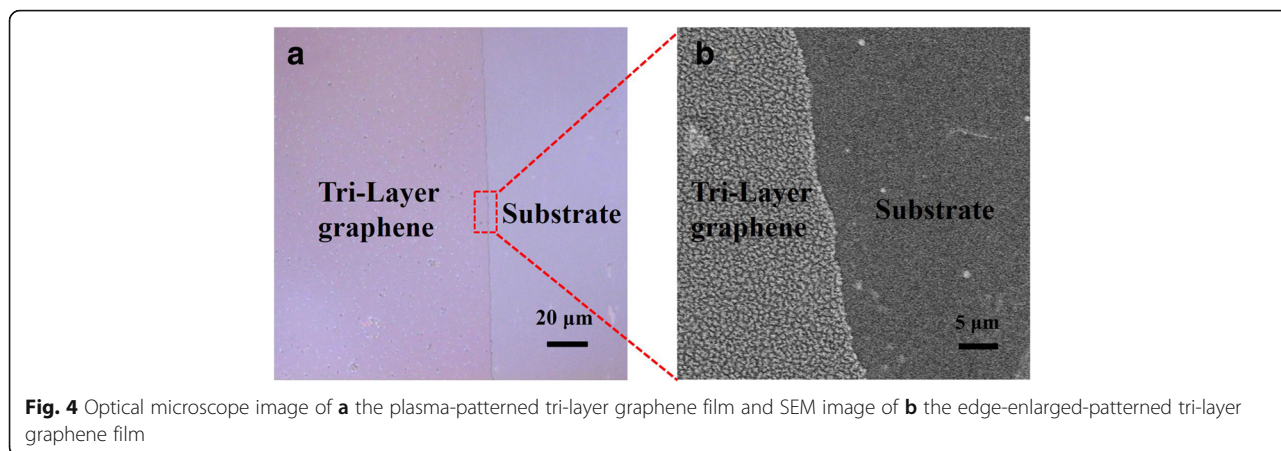 a
b
Tri-Layer
graphene
Substrate
20 μm
Tri-Layer
graphene
Substrate
5 μm
Fig. 4 Optical microscope image of a the plasma-patterned tri-layer graphene film and SEM image of b the edge-enlarged-patterned tri-layer
graphene film